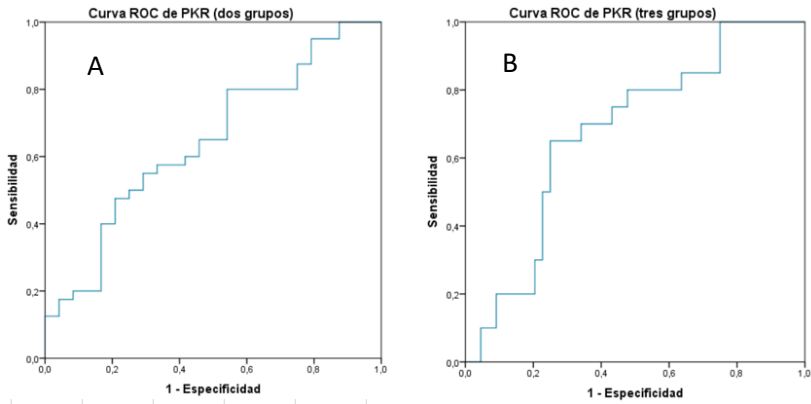 Curva ROC de PKR (dos grupos)
A
Sensibilidad
1,0
0,8
0,6
0,4
0,2
0,0
0,0 0,2 0,4 0,6 0,8 1,0
1 - Especificidad
Curva ROC de PKR (tres grupos)
B
Sensibilidad
1,0
0,8
0,6
0,4
0,2
0,0
0,0 0,2 0,4 0,6 0,8 1,0
1 - Especificidad